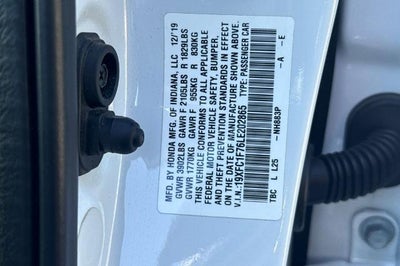 MFD. BY HONDA MFG. OF INDIANA, LLC 12/'19
GVWR 3902LBS GAWR F 2105LBS R 1829LBS
GVWR 1770KG GAWR F 955KG R 830KG
THIS VEHICLE CONFORMS TO ALL APPLICABLE
FEDERAL MOTOR VEHICLE SAFETY, BUMPER,
AND THEFT PREVENTION STANDARDS IN EFFECT
ON THE DATE OF MANUFACTURE SHOWN ABOVE.
V.I.N.:19XFC1F76LE202865 TYPE: PASSENGER CAR
TBC L L25 -NH883P -A -E